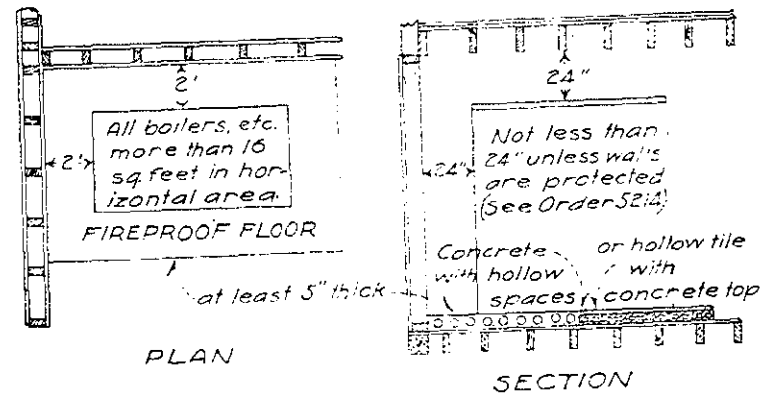 2'
2'
All boilers, etc.
more than 16
sq feet in hor-
izontal area.
FIREPROOF FLOOR
at least 5" thick
PLAN
24"
24"
Not less than
24" unless walls
are protected
(See Order 5214)
Concrete
with hollow
spaces
or hollow tile
with
concrete top
SECTION